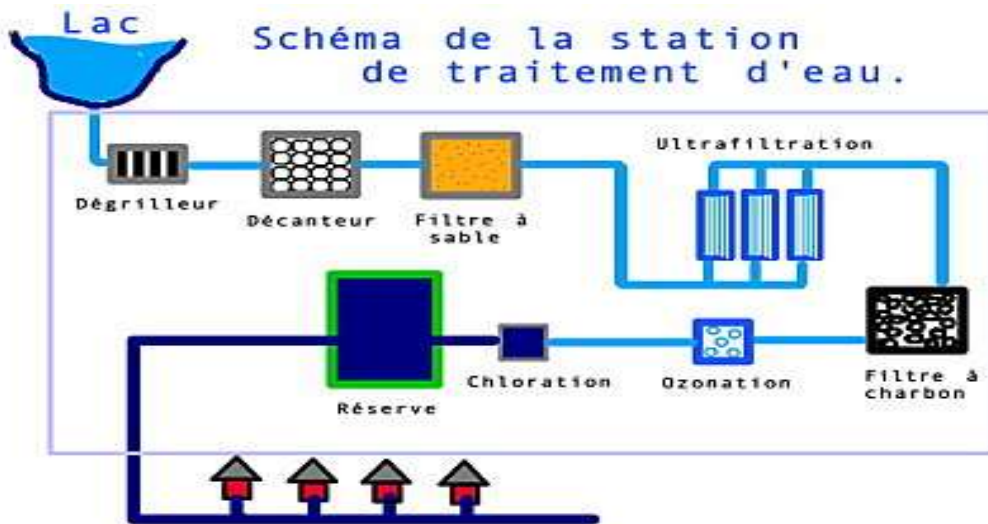 Lac
Schéma de la station
de traitement d'eau.
Ultrafiltration
Dégrilleur
Décanteur
Filtre à
sable
Réserve
Chloration
Ozonation
Filtre à
charbon